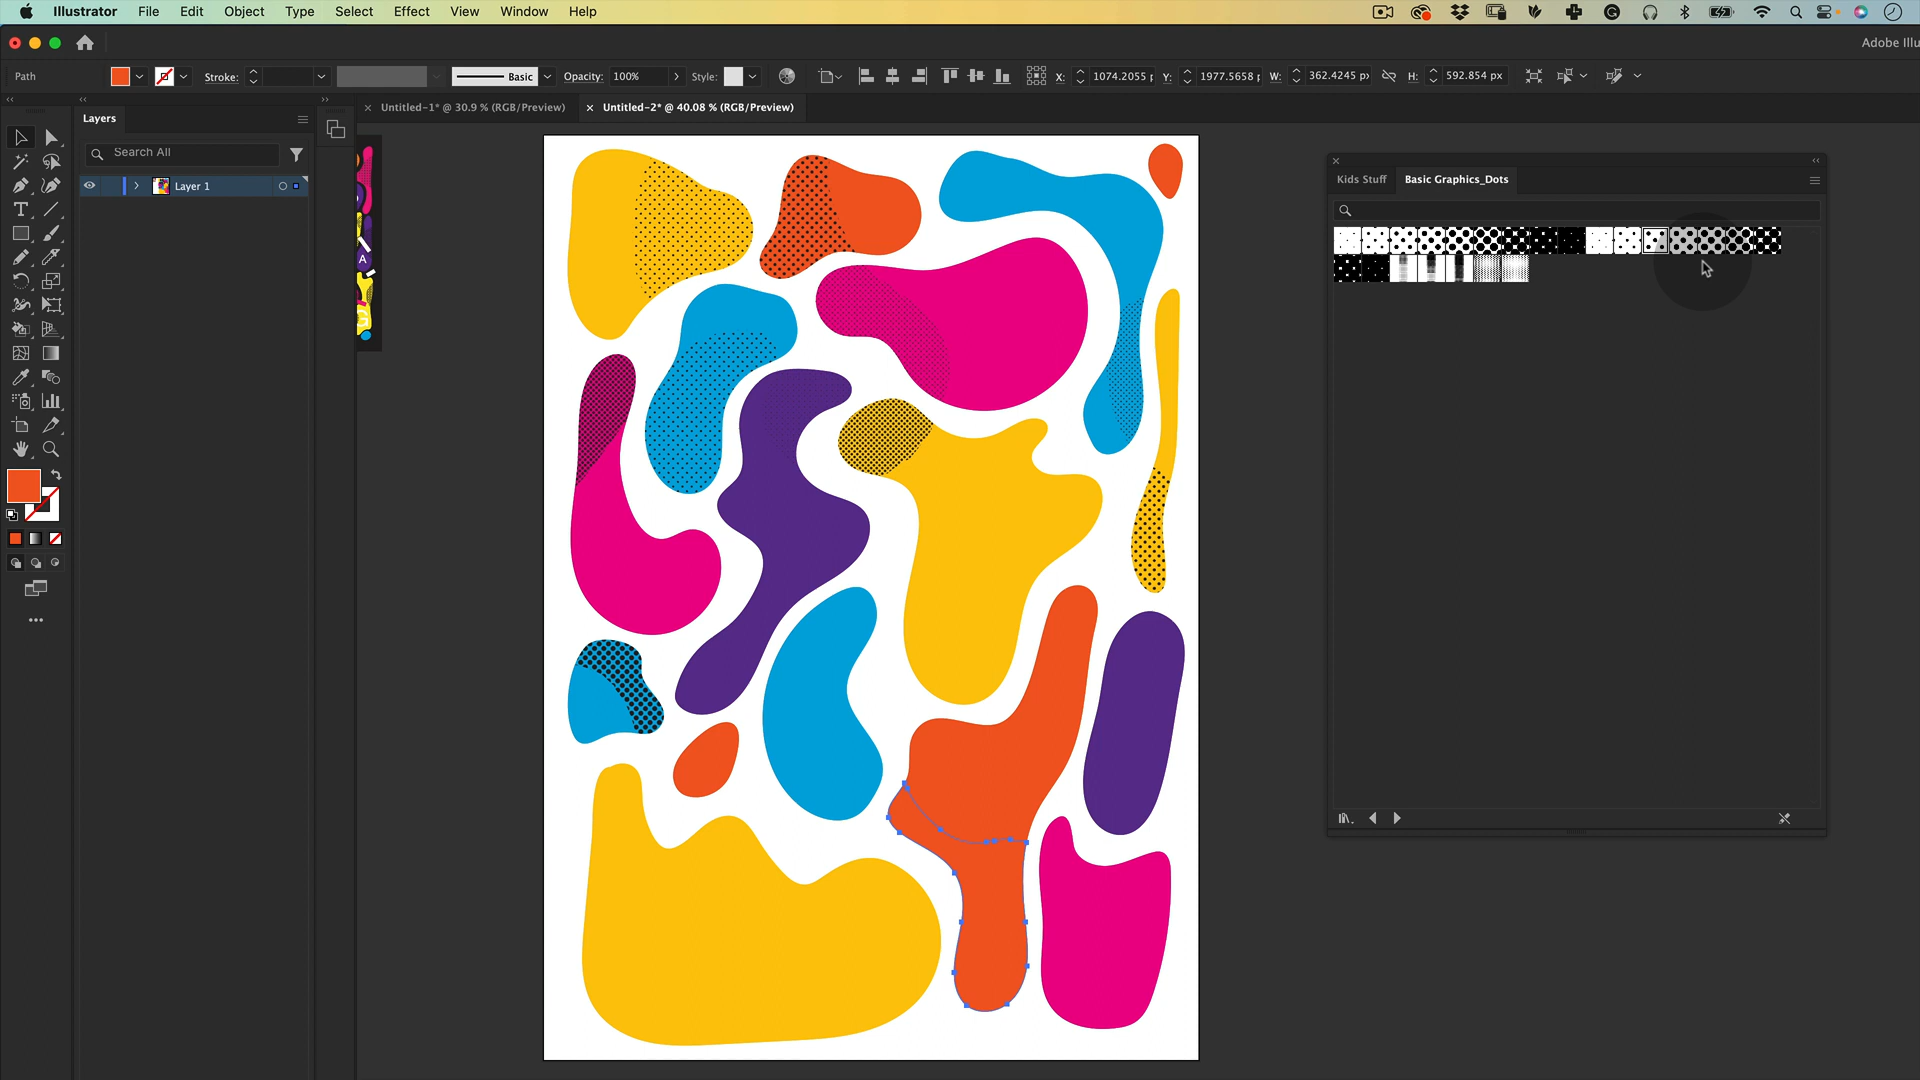 Illustrator File Edit Object Type Select Effect View Window Help
Adobe Illu
Path Stroke: Basic Opacity: 100% Style: X: 1074.2055 Y: 1977.5658 W: 362.4245 px H: 592.854 px
Untitled-1* @ 30.9 % (RGB/Preview) Untitled-2* @ 40.08 % (RGB/Preview)
Layers
Search All
Layer 1
A
G
Kids Stuff Basic Graphics_Dots